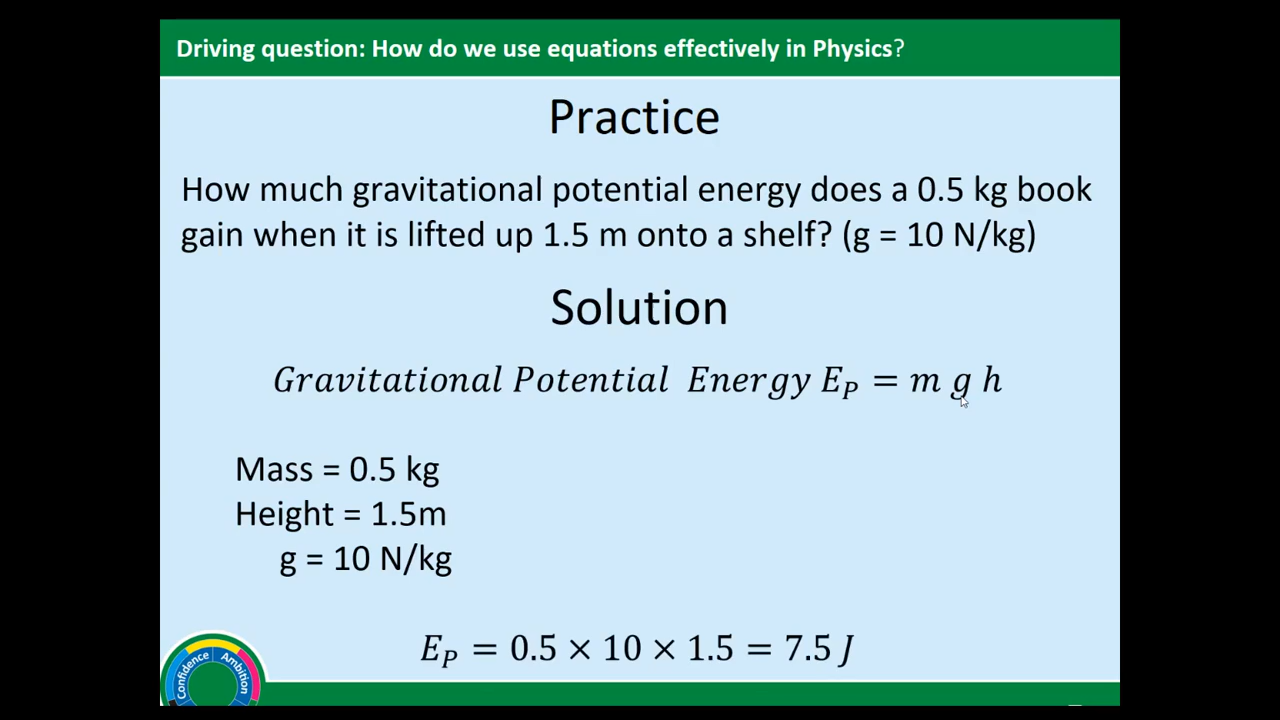 Driving question: How do we use equations effectively in Physics?
Practice
How much gravitational potential energy does a 0.5 kg book
gain when it is lifted up 1.5 m onto a shelf? (g = 10 N/kg)
Solution
Gravitational Potential Energy E_P = m g h
Mass = 0.5 kg
Height = 1.5m
g = 10 N/kg
E_P = 0.5 × 10 × 1.5 = 7.5 J
Confidence
Ambition